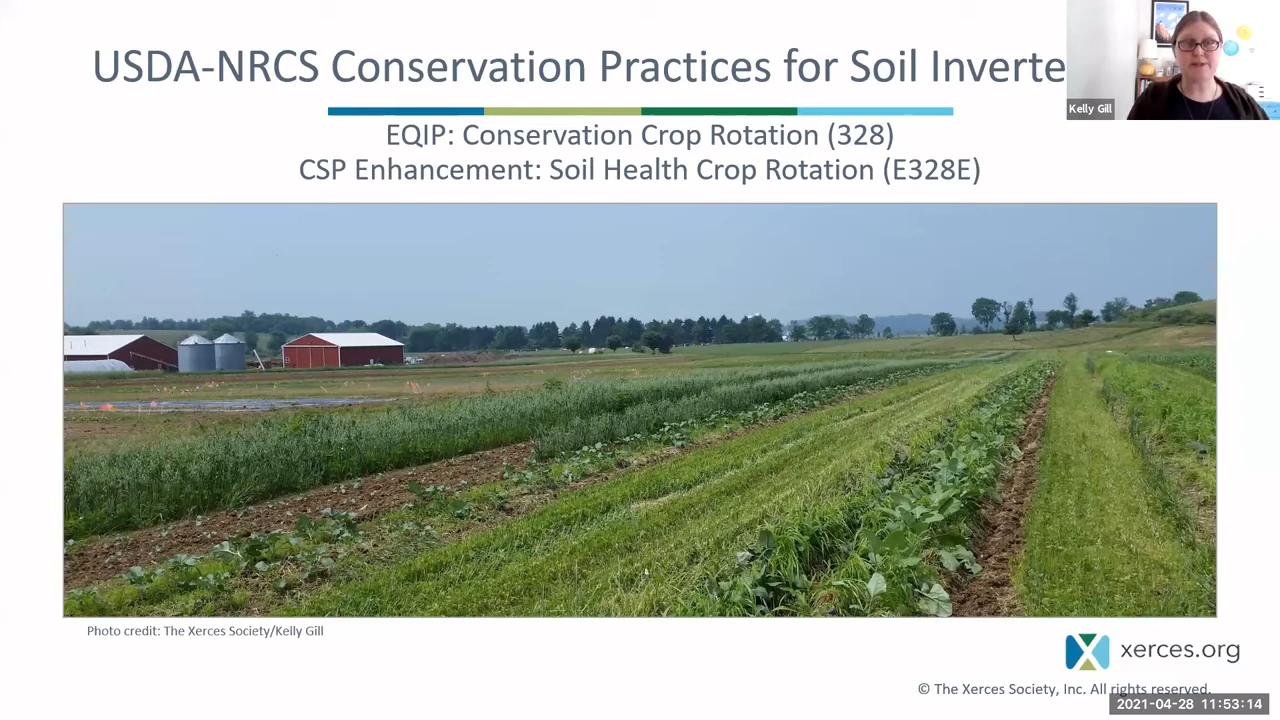 USDA-NRCS Conservation Practices for Soil Inverte
Kelly Gill
EQIP: Conservation Crop Rotation (328)
CSP Enhancement: Soil Health Crop Rotation (E328E)
Photo credit: The Xerces Society/Kelly Gill
xerces.org
© The Xerces Society, Inc. All rights reserved.
2021-04-28 11:53:14